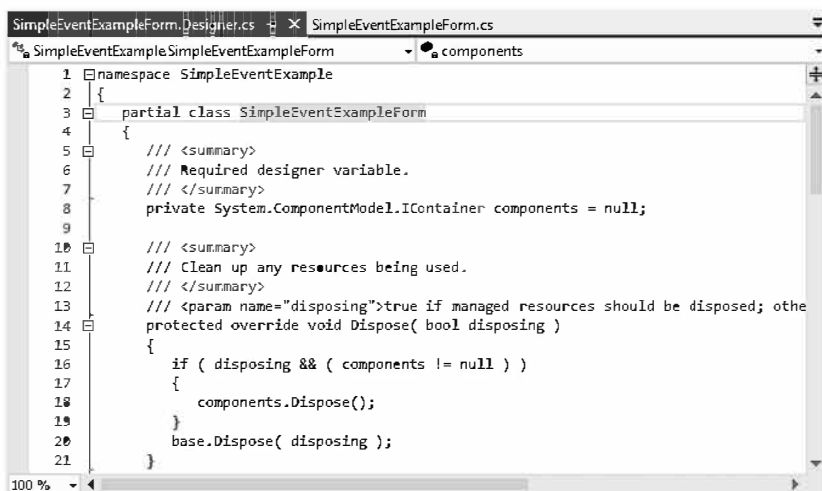 SimpleEventExampleForm.Designer.cs SimpleEventExampleForm.cs
SimpleEventExample.SimpleEventExampleForm components
1 namespace SimpleEventExample
2 {
3 partial class SimpleEventExampleForm
4 {
5 /// <summary>
6 /// Required designer variable.
7 /// </summary>
8 private System.ComponentModel.IContainer components = null;
9
10 /// <summary>
11 /// Clean up any resources being used.
12 /// </summary>
13 /// <param name="disposing">true if managed resources should be disposed; othe
14 protected override void Dispose( bool disposing )
15 {
16 if ( disposing && ( components != null ) )
17 {
18 components.Dispose();
19 }
20 base.Dispose( disposing );
21 }
100 %